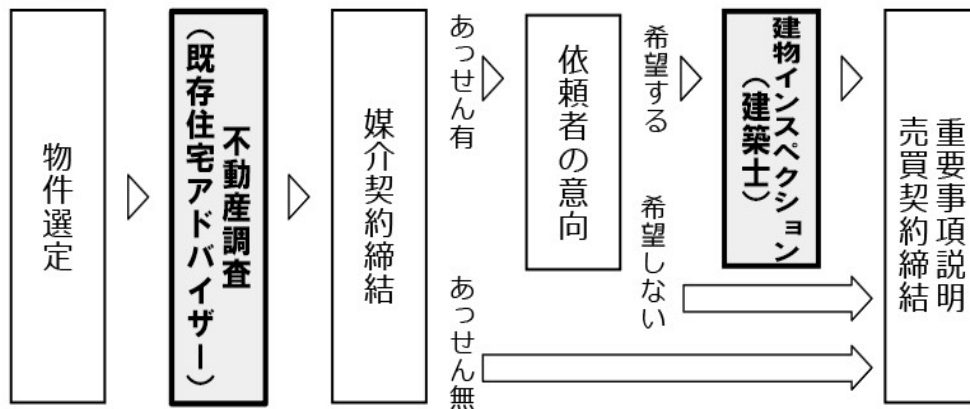 物件選定
不動産調査
（既存住宅アドバイザー）
媒介契約締結
あっせん有
あっせん無
依頼者の意向
希望する
希望しない
建物インスペクション
（建築士）
重要事項説明
売買契約締結